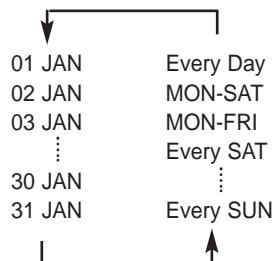 01 JAN Every Day
02 JAN MON-SAT
03 JAN MON-FRI
Every SAT
30 JAN
31 JAN Every SUN